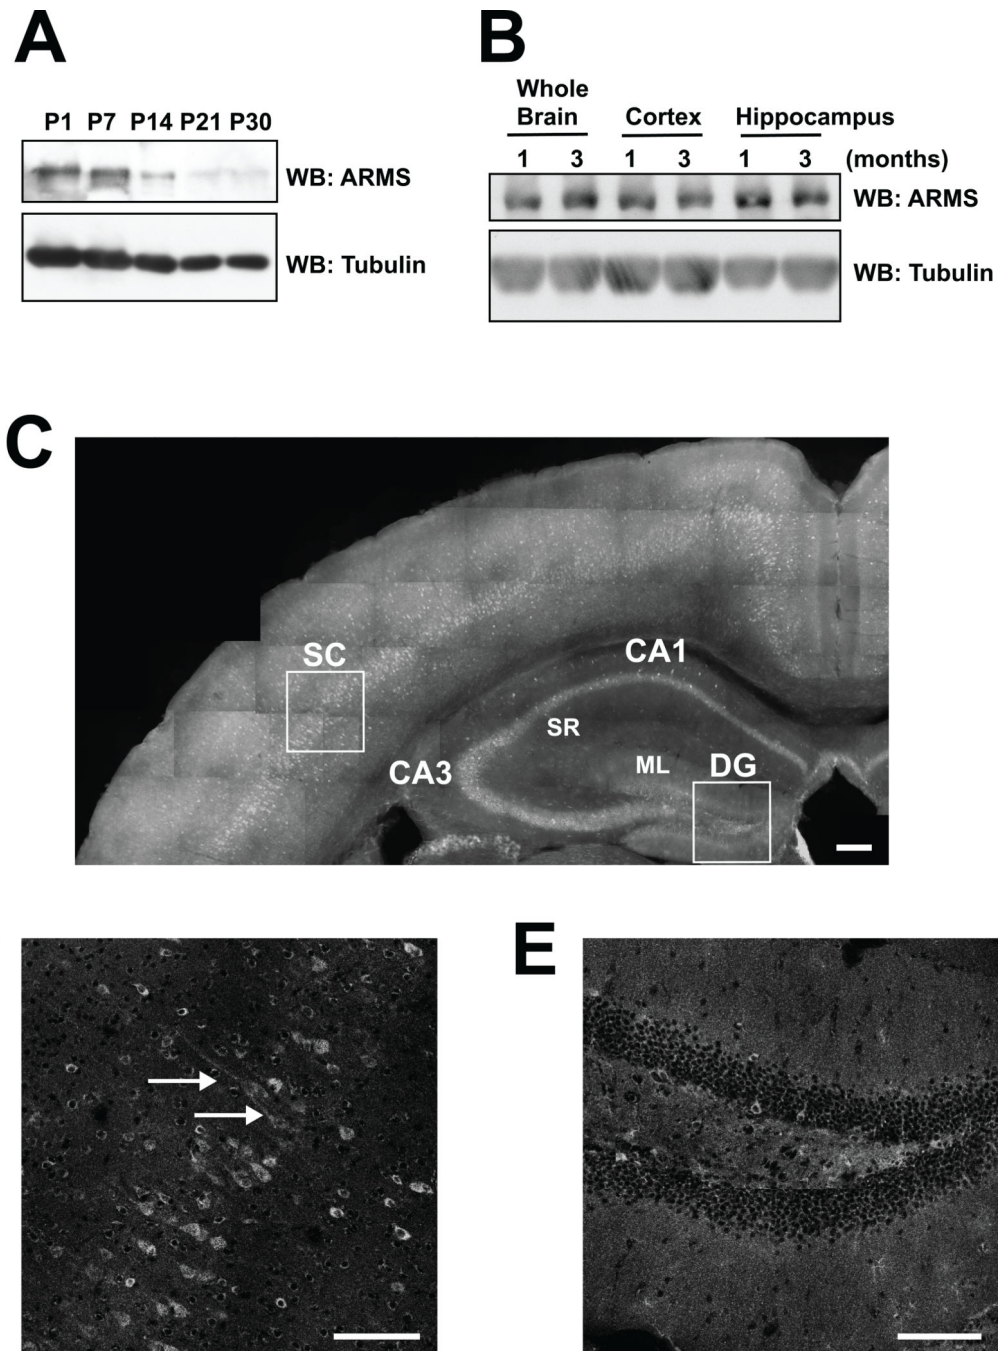 A
P1 P7 P14 P21 P30
WB: ARMS
WB: Tubulin
B
Whole
Brain Cortex Hippocampus
1 3 1 3 1 3 (months)
WB: ARMS
WB: Tubulin
C
SC
CA1
SR
CA3
ML
DG
E